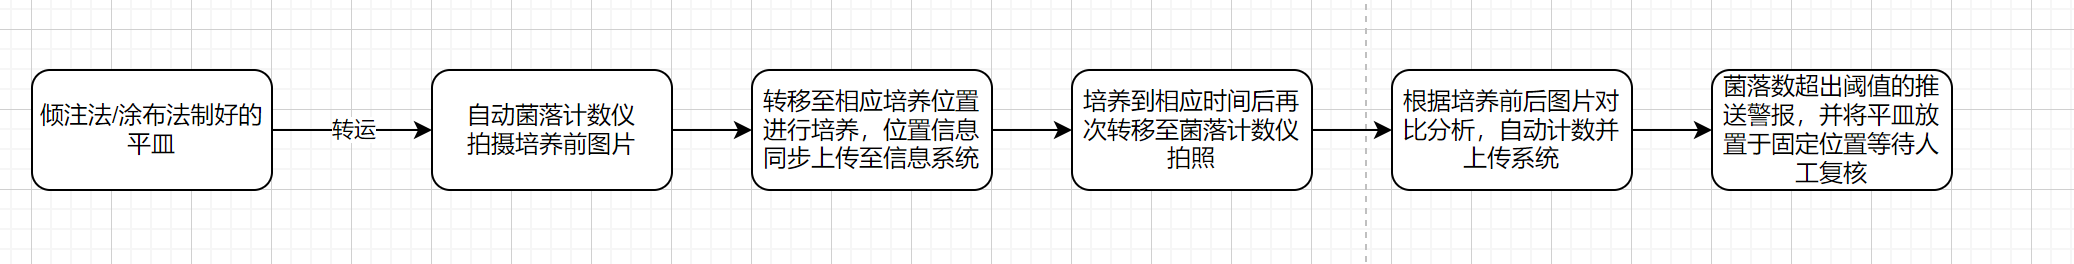 倾注法/涂布法制好的
平皿
转运
自动菌落计数仪
拍摄培养前图片
转移至相应培养位置
进行培养，位置信息
同步上传至信息系统
培养到相应时间后再
次转移至菌落计数仪
拍照
根据培养前后图片对
比分析，自动计数并
上传系统
菌落数超出阈值的推
送警报，并将平皿放
置于固定位置等待人
工复核